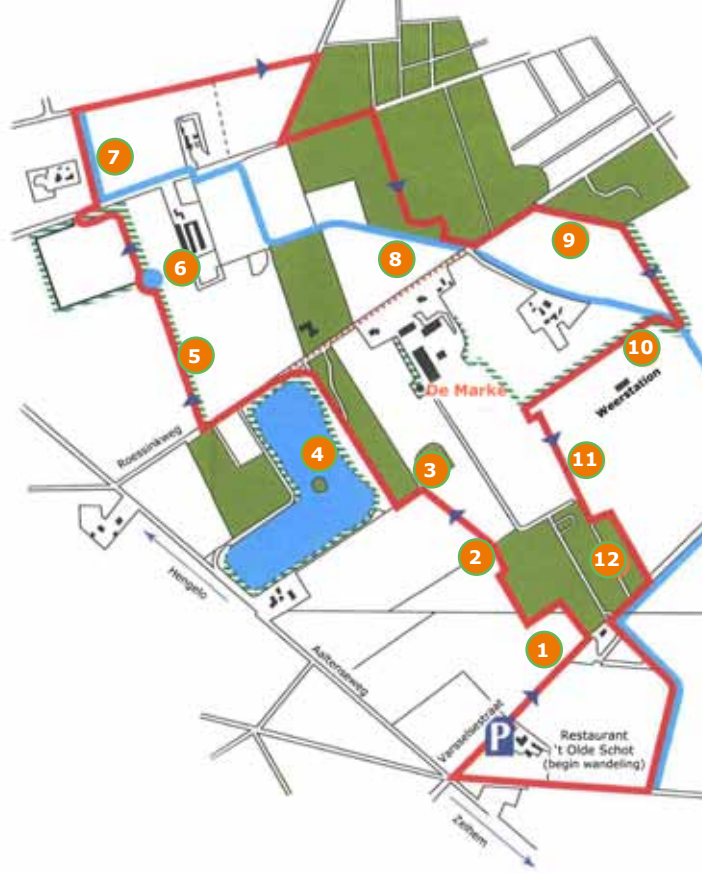 7
6
8
9
5
10
De Marke
Weerstation
Roessinkweg
4
3
11
2
12
Hengelo
1
Aaltenseweg
Varsselsestraat
P
Restaurant
't Olde Schot
(begin wandeling)
Zelhem